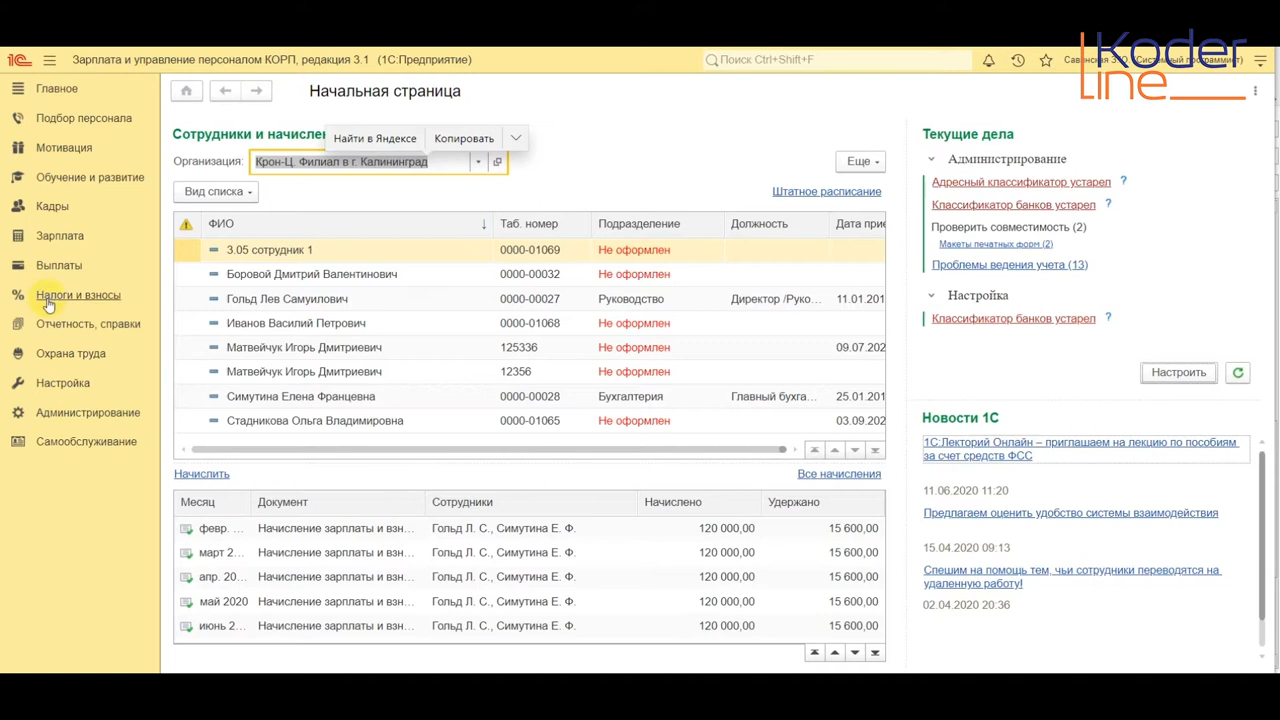 Koder
line
1С Зарплата и управление персоналом КОРП, редакция 3.1 (1С:Предприятие)
Поиск Ctrl+Shift+F
Главное
Подбор персонала
Мотивация
Обучение и развитие
Кадры
Зарплата
Выплаты
Налоги и взносы
Отчетность, справки
Охрана труда
Настройка
Администрирование
Самообслуживание
Начальная страница
Сотрудники и начислен
Найти в Яндексе Копировать
Организация: Крон-Ц. Филиал в г. Калининград Еще
Вид списка Штатное расписание
ФИО Таб. номер Подразделение Должность Дата прие
3.05 сотрудник 1 0000-01069 Не оформлен
Боровой Дмитрий Валентинович 0000-00032 Не оформлен
Гольд Лев Самуилович 0000-00027 Руководство Директор /Руко... 11.01.201
Иванов Василий Петрович 0000-01068 Не оформлен
Матвейчук Игорь Дмитриевич 125336 Не оформлен 09.07.202
Матвейчук Игорь Дмитриевич 12356 Не оформлен
Симутина Елена Францевна 0000-00028 Бухгалтерия Главный бухга... 25.01.201
Стадникова Ольга Владимировна 0000-01065 Не оформлен 03.09.202
Начислить Все начисления
Месяц Документ Сотрудники Начислено Удержано
февр. ... Начисление зарплаты и взн... Гольд Л. С., Симутина Е. Ф. 120 000,00 15 600,00
март 2... Начисление зарплаты и взн... Гольд Л. С., Симутина Е. Ф. 120 000,00 15 600,00
апр. 20... Начисление зарплаты и взн... Гольд Л. С., Симутина Е. Ф. 120 000,00 15 600,00
май 2020 Начисление зарплаты и взн... Гольд Л. С., Симутина Е. Ф. 120 000,00 15 600,00
июнь 2... Начисление зарплаты и взн... Гольд Л. С., Симутина Е. Ф. 120 000,00 15 600,00
Текущие дела
Администрирование
Адресный классификатор устарел ?
Классификатор банков устарел ?
Проверить совместимость (2)
Макеты печатных форм (2)
Проблемы ведения учета (13)
Настройка
Классификатор банков устарел ?
Настроить
Новости 1С
1С:Лекторий Онлайн – приглашаем на лекцию по пособиям
за счет средств ФСС
11.06.2020 11:20
Предлагаем оценить удобство системы взаимодействия
15.04.2020 09:13
Спешим на помощь тем, чьи сотрудники переводятся на
удаленную работу!
02.04.2020 20:36